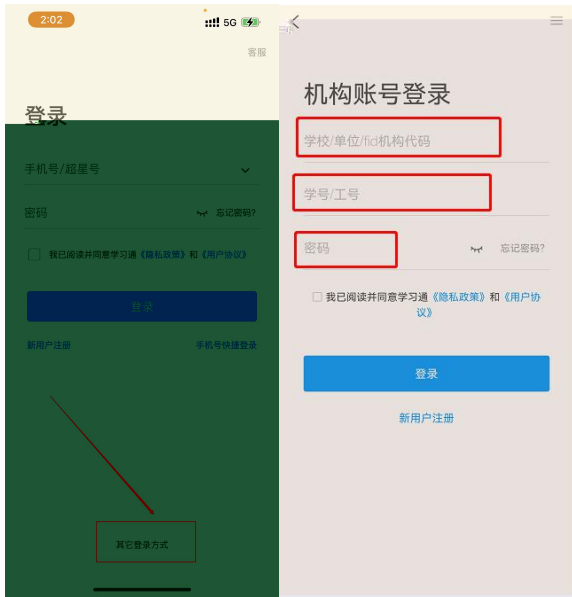 2:02
5G
客服
登录
手机号/超星号
密码
忘记密码?
我已阅读并同意学习通《隐私政策》和《用户协议》
登录
新用户注册
手机号快捷登录
其它登录方式
机构账号登录
学校/单位/fid机构代码
学号/工号
密码
忘记密码?
我已阅读并同意学习通《隐私政策》和《用户协
议》
登录
新用户注册